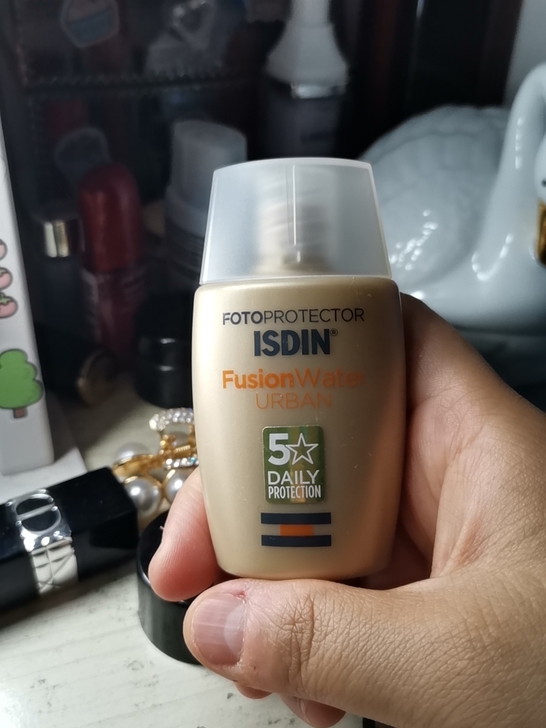 FOTOPROTECTOR
ISDIN®
FusionWater
URBAN
5☆
DAILY
PROTECTION